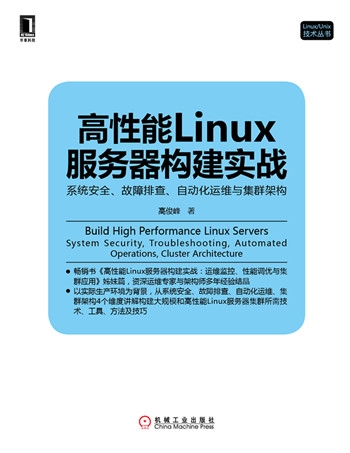 华章科技
Linux/Unix
技术丛书
高性能Linux
服务器构建实战
系统安全、故障排查、自动化运维与集群架构
高俊峰 著
Build High Performance Linux Servers
System Security, Troubleshooting, Automated
Operations, Cluster Architecture
畅销书《高性能Linux服务器构建实战：运维监控、性能调优与集
群应用》姊妹篇，资深运维专家与架构师多年经验结晶
以实际生产环境为背景，从系统安全、故障排查、自动化运维、集
群架构4个维度讲解构建大规模和高性能Linux服务器集群所需技
术、工具、方法及技巧
机械工业出版社
China Machine Press